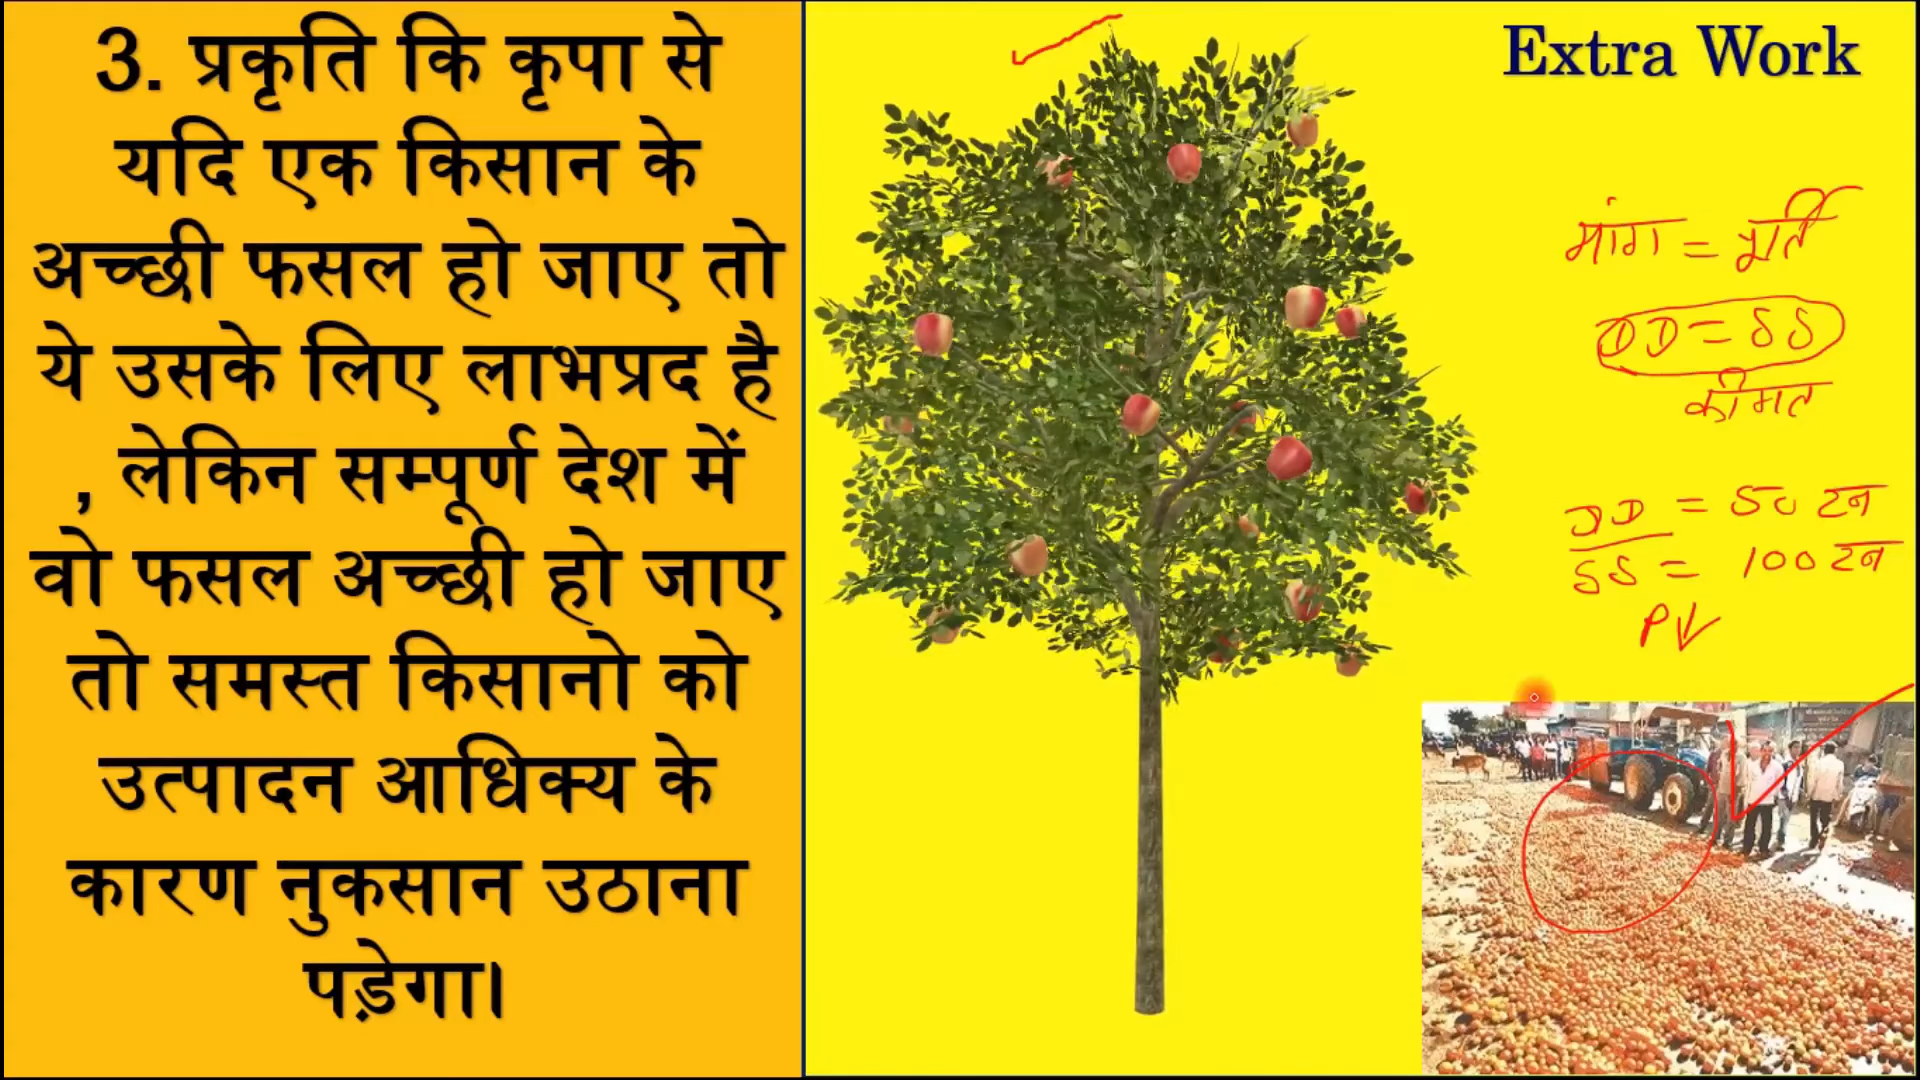 3. प्रकृति कि कृपा से
यदि एक किसान के
अच्छी फसल हो जाए तो
ये उसके लिए लाभप्रद है
, लेकिन सम्पूर्ण देश में
वो फसल अच्छी हो जाए
तो समस्त किसानो को
उत्पादन आधिक्य के
कारण नुकसान उठाना
पड़ेगा।
Extra Work
मांग = पूर्ति
DD = SS
कीमत
DD = 50 टन
SS = 100 टन
P↓